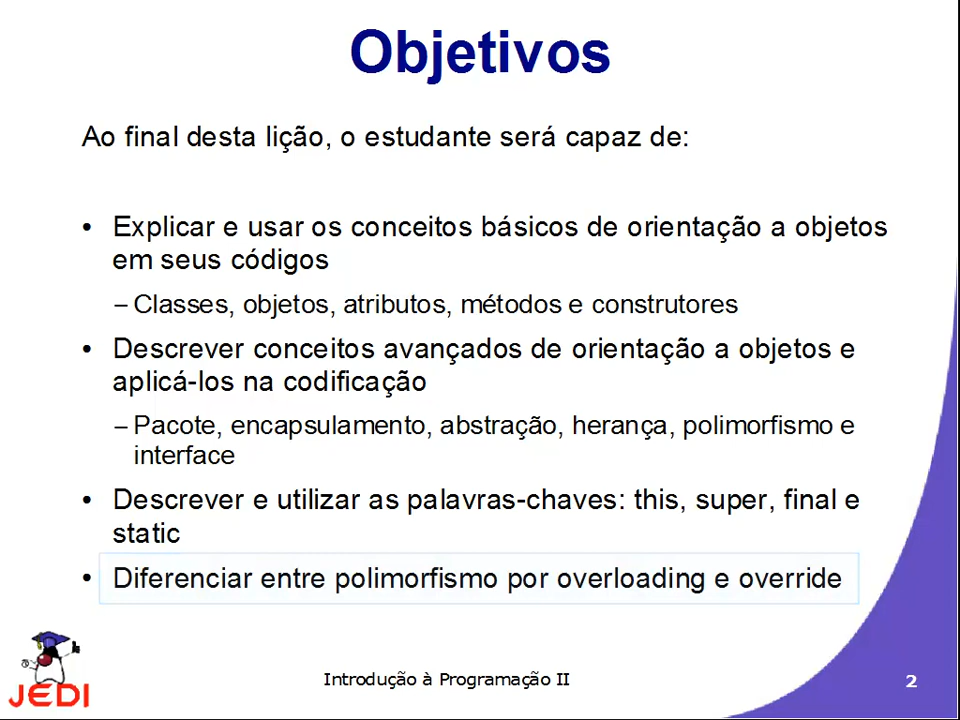 Objetivos
Ao final desta lição, o estudante será capaz de:
• Explicar e usar os conceitos básicos de orientação a objetos
em seus códigos
– Classes, objetos, atributos, métodos e construtores
• Descrever conceitos avançados de orientação a objetos e
aplicá-los na codificação
– Pacote, encapsulamento, abstração, herança, polimorfismo e
interface
• Descrever e utilizar as palavras-chaves: this, super, final e
static
• Diferenciar entre polimorfismo por overloading e override
JEDI
Introdução à Programação II
2